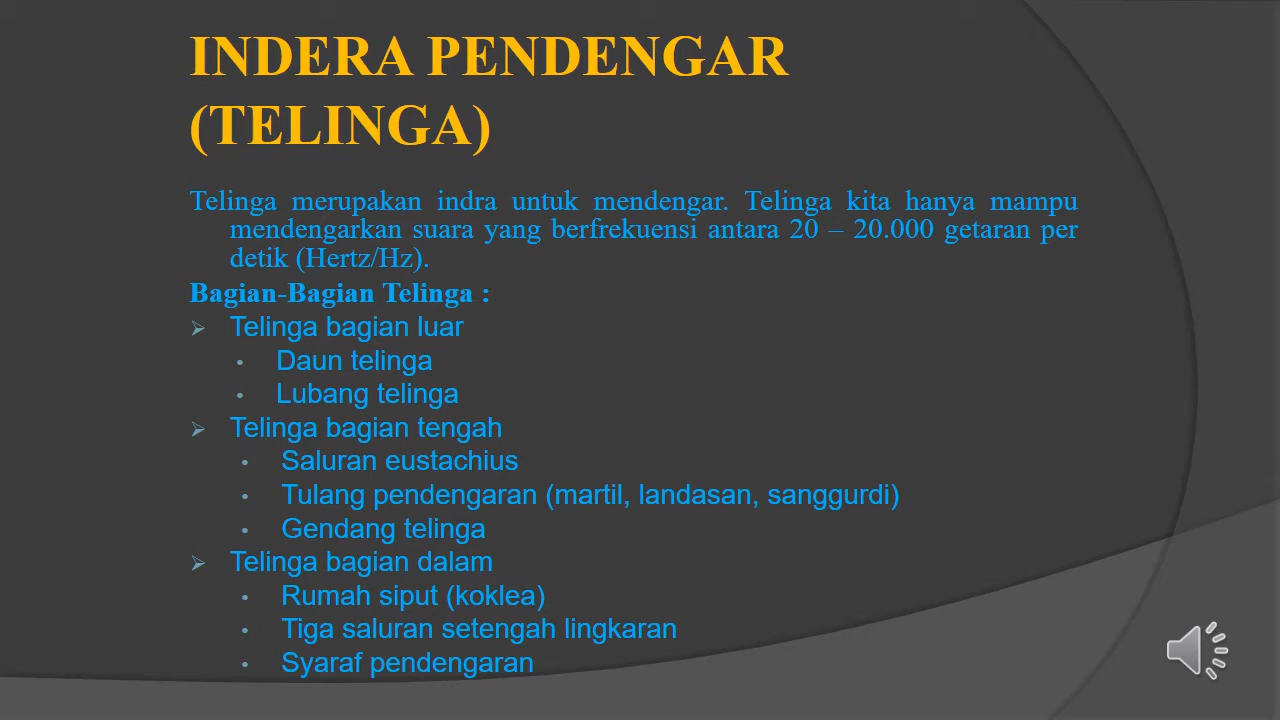 INDERA PENDENGAR
(TELINGA)
Telinga merupakan indra untuk mendengar. Telinga kita hanya mampu
mendengarkan suara yang berfrekuensi antara 20 – 20.000 getaran per
detik (Hertz/Hz).
Bagian-Bagian Telinga :
➢ Telinga bagian luar
• Daun telinga
• Lubang telinga
➢ Telinga bagian tengah
• Saluran eustachius
• Tulang pendengaran (martil, landasan, sanggurdi)
• Gendang telinga
➢ Telinga bagian dalam
• Rumah siput (koklea)
• Tiga saluran setengah lingkaran
• Syaraf pendengaran